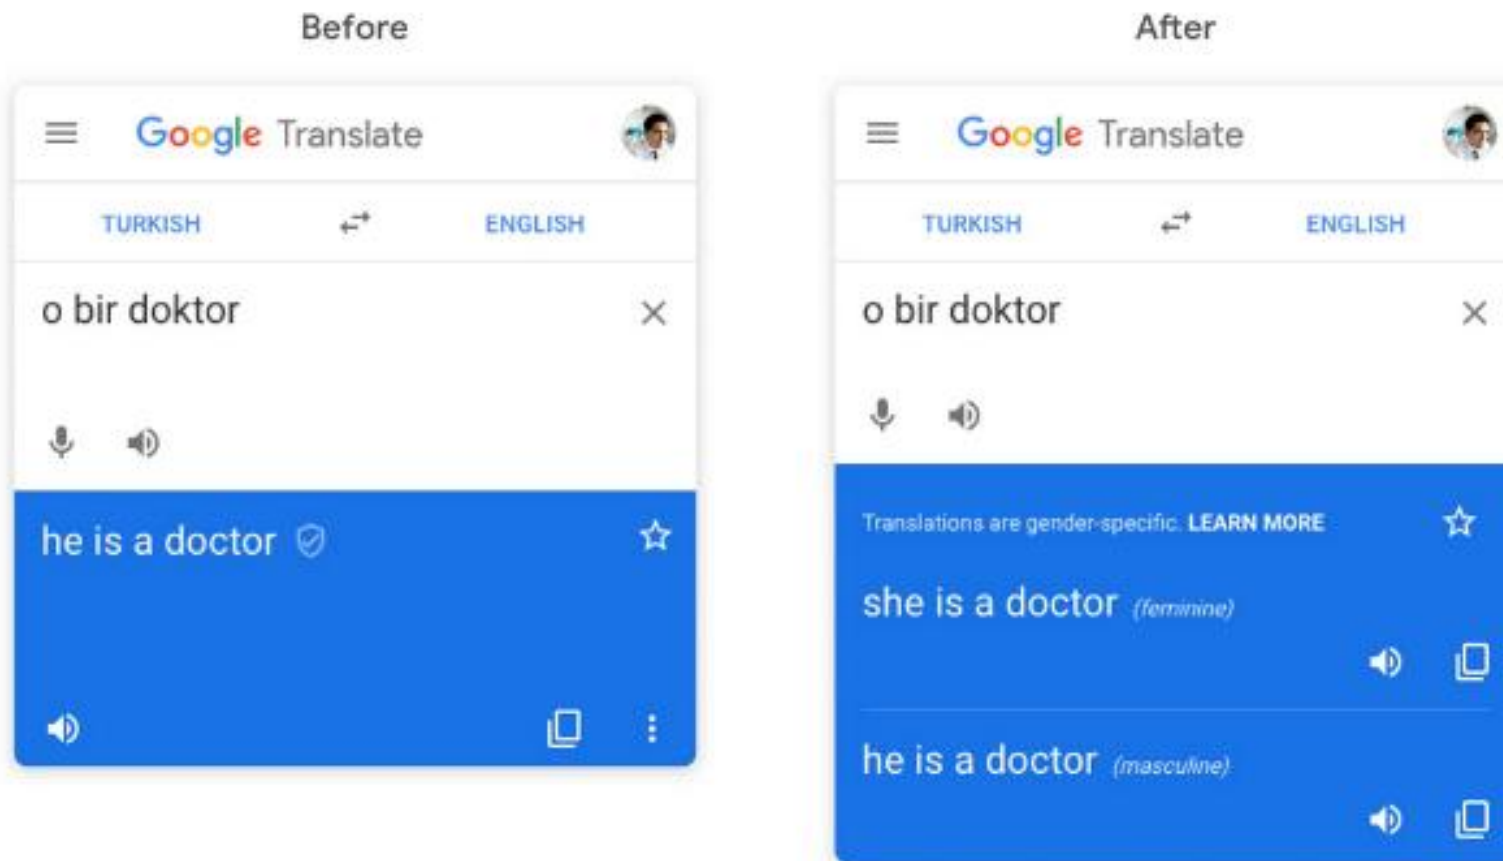 Before
Google Translate
TURKISH ENGLISH
o bir doktor
he is a doctor
After
Google Translate
TURKISH ENGLISH
o bir doktor
Translations are gender-specific. LEARN MORE
she is a doctor (feminine)
he is a doctor (masculine)